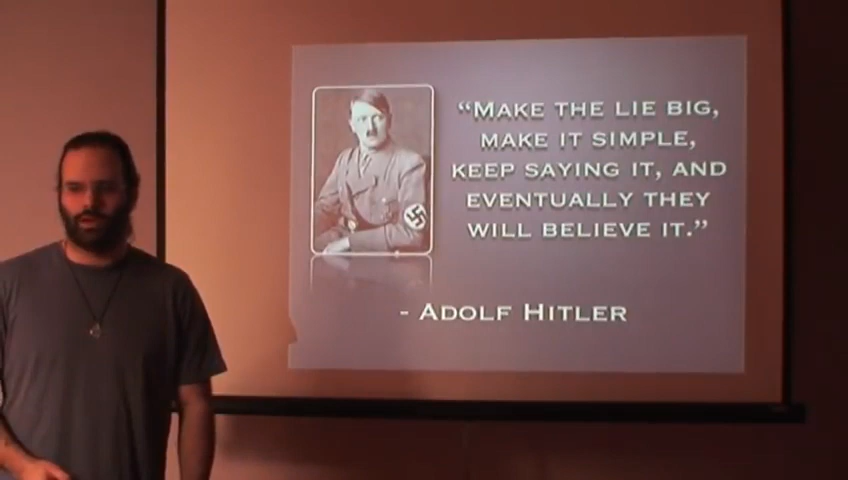 “Make the lie big,
make it simple,
keep saying it, and
eventually they
will believe it.”
- Adolf Hitler